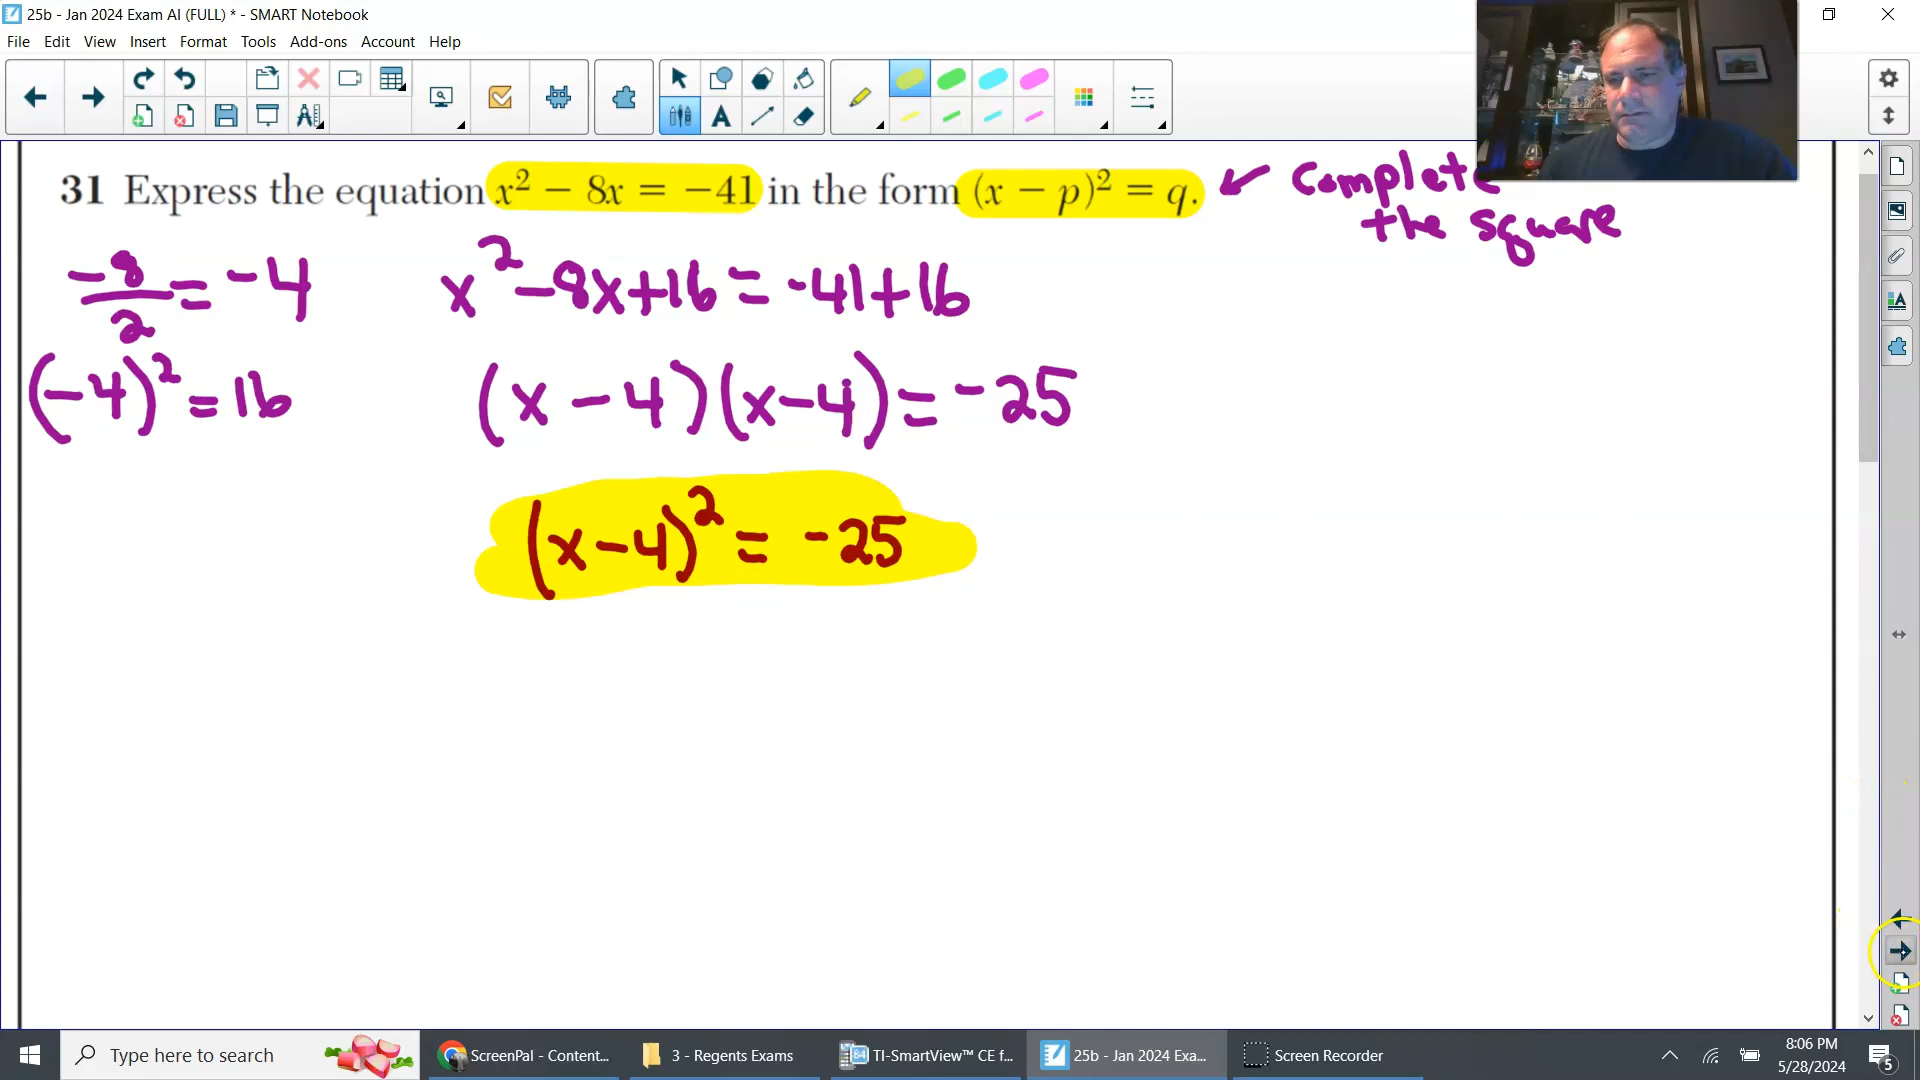 25b - Jan 2024 Exam AI (FULL) * - SMART Notebook
File Edit View Insert Format Tools Add-ons Account Help
31 Express the equation x² − 8x = −41 in the form (x − p)² = q.
Complete
the square
-8/2 = -4
x² - 8x + 16 = -41 + 16
(-4)² = 16
(x - 4)(x - 4) = -25
(x - 4)² = -25
Type here to search
ScreenPal - Content...
3 - Regents Exams
TI-SmartView™ CE f...
25b - Jan 2024 Exa...
Screen Recorder
8:06 PM
5/28/2024
5